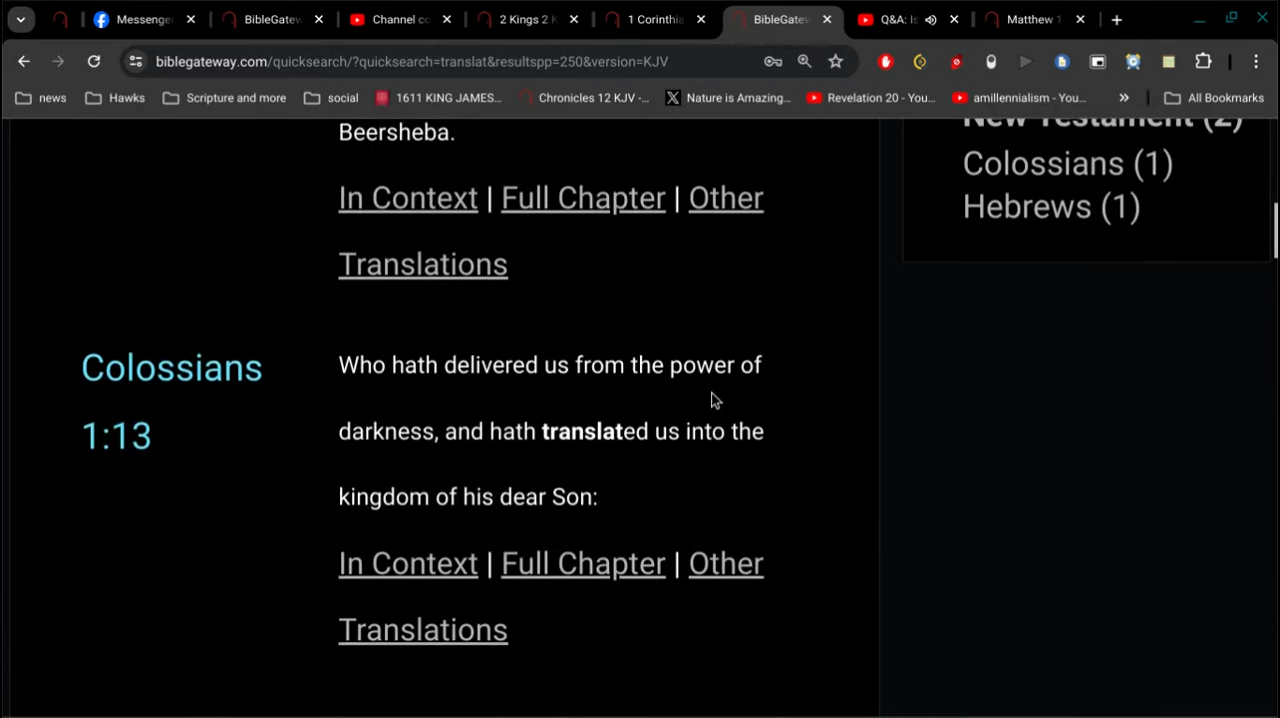 Messenger
BibleGatew
Channel co
2 Kings 2 K
1 Corinthia
BibleGatew
Q&A: Is
Matthew 1
biblegateway.com/quicksearch/?quicksearch=translat&resultspp=250&version=KJV
news
Hawks
Scripture and more
social
1611 KING JAMES...
Chronicles 12 KJV -...
Nature is Amazing...
Revelation 20 - You...
amillennialism - You...
All Bookmarks
Beersheba.
In Context | Full Chapter | Other
Translations
New Testament (2)
Colossians (1)
Hebrews (1)
Colossians
1:13
Who hath delivered us from the power of
darkness, and hath translated us into the
kingdom of his dear Son:
In Context | Full Chapter | Other
Translations